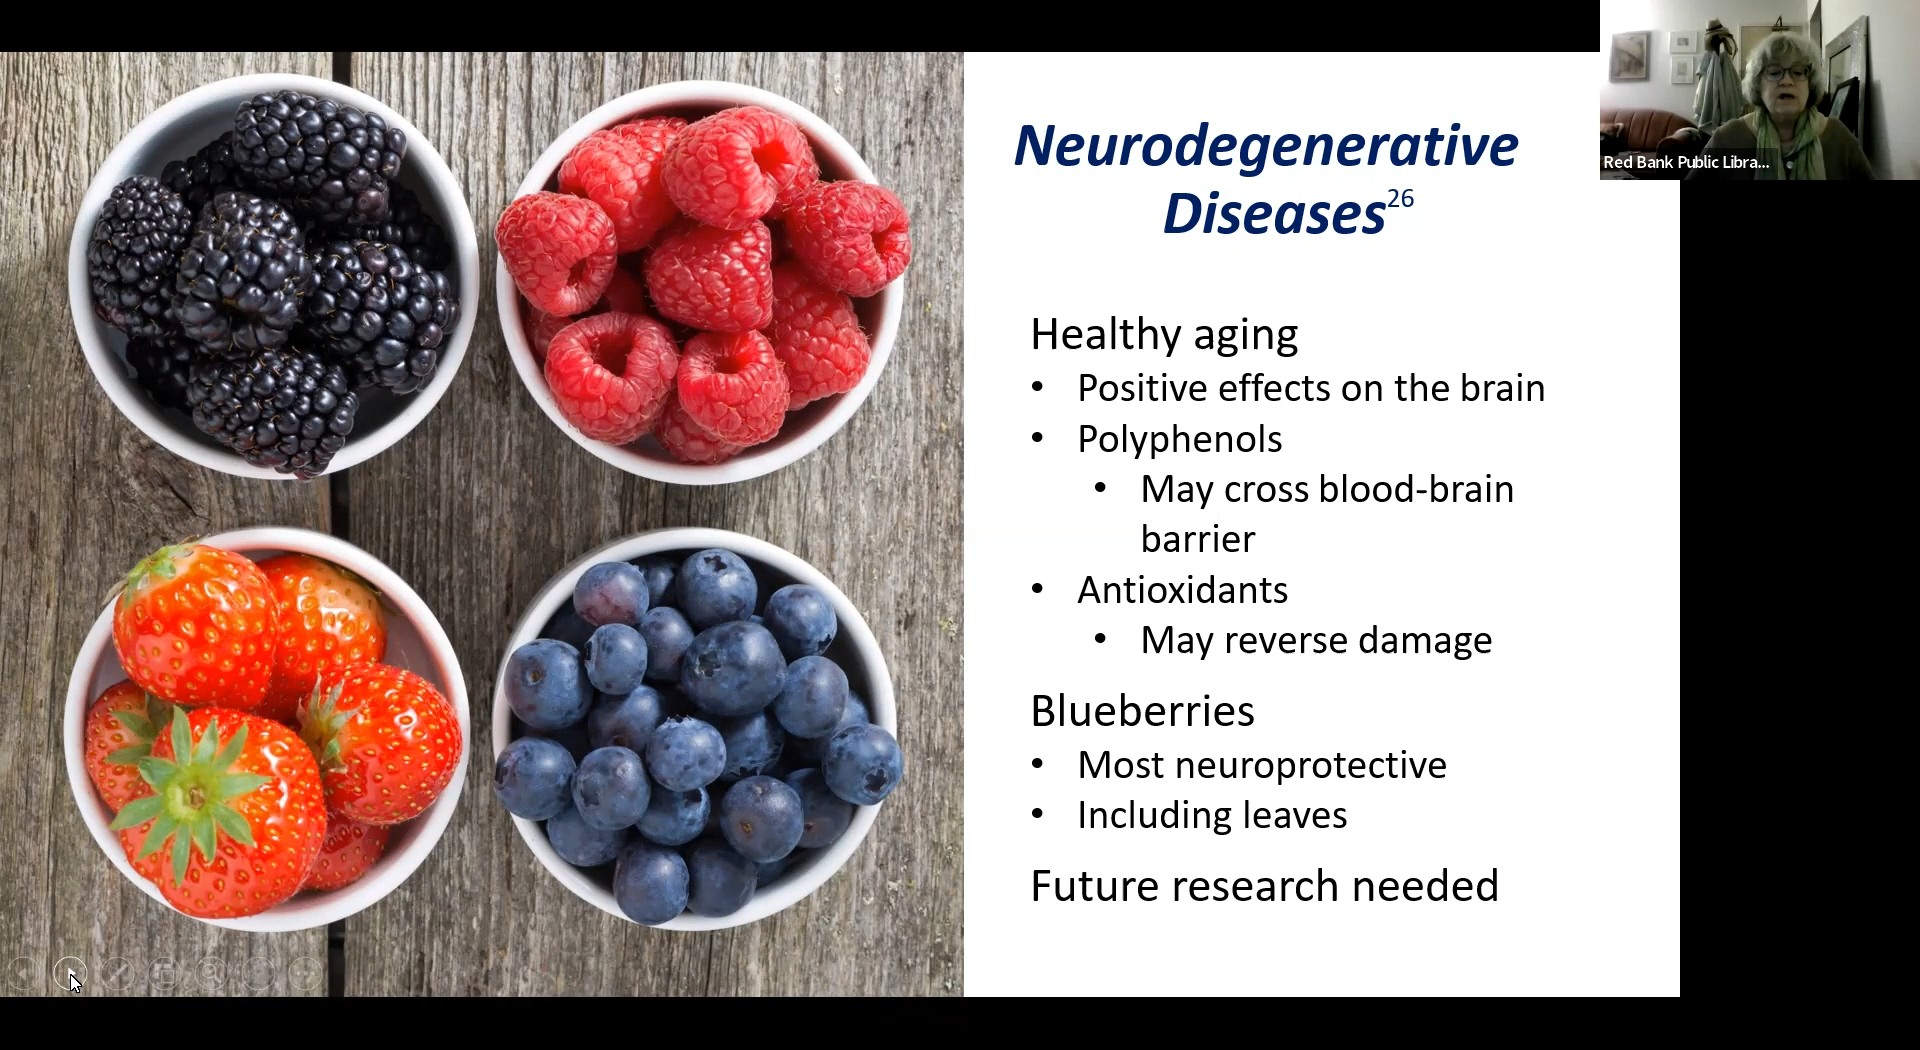 Neurodegenerative
Diseases26
Healthy aging
• Positive effects on the brain
• Polyphenols
• May cross blood-brain
barrier
• Antioxidants
• May reverse damage
Blueberries
• Most neuroprotective
• Including leaves
Future research needed
Red Bank Public Libra...